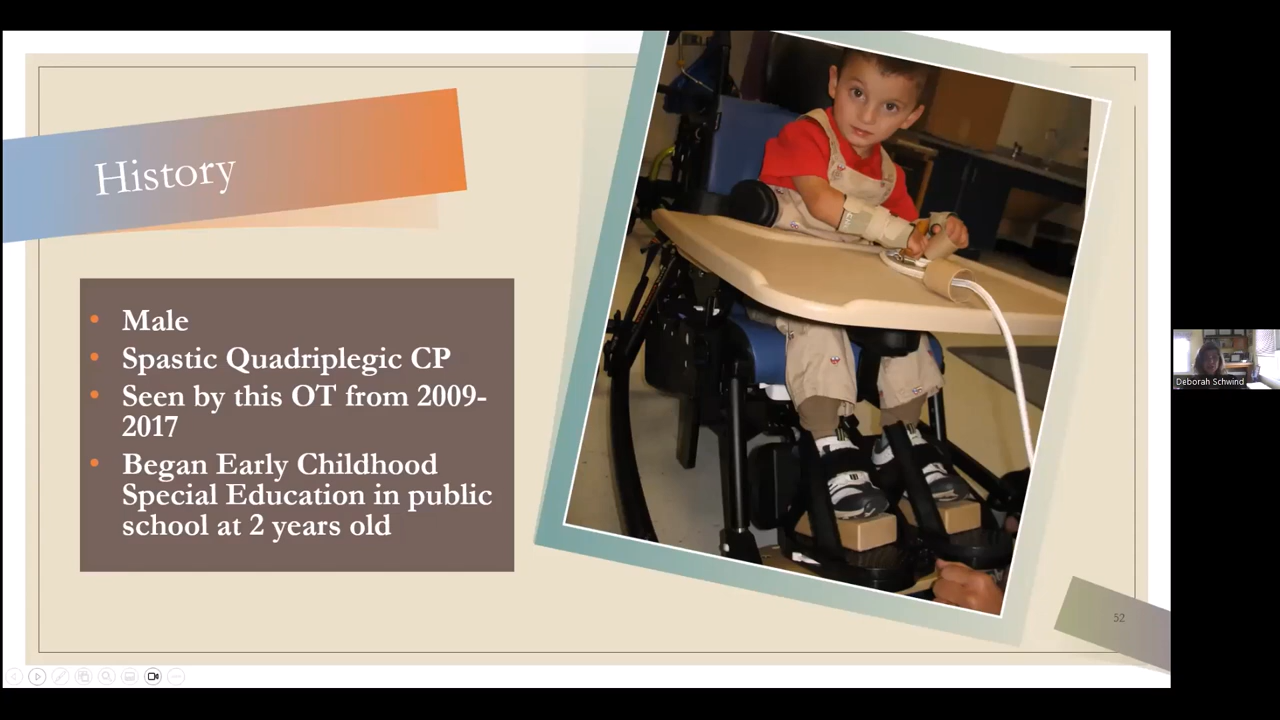 History
Male
Spastic Quadriplegic CP
Seen by this OT from 2009-
2017
Began Early Childhood
Special Education in public
school at 2 years old
52
Deborah Schwind